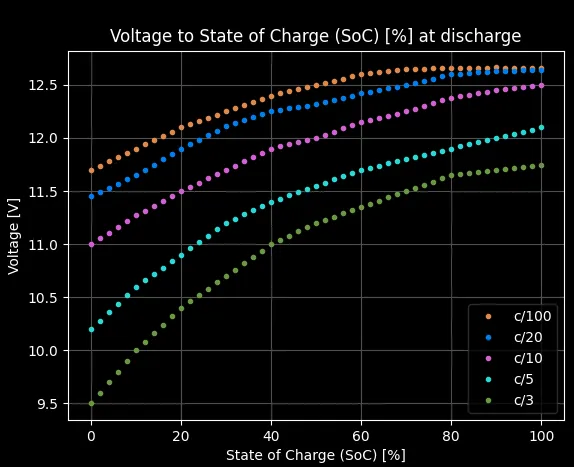 Voltage to State of Charge (SoC) [%] at discharge
Voltage [V]
12.5
12.0
11.5
11.0
10.5
10.0
9.5
c/100
c/20
c/10
c/5
c/3
0 20 40 60 80 100
State of Charge (SoC) [%]